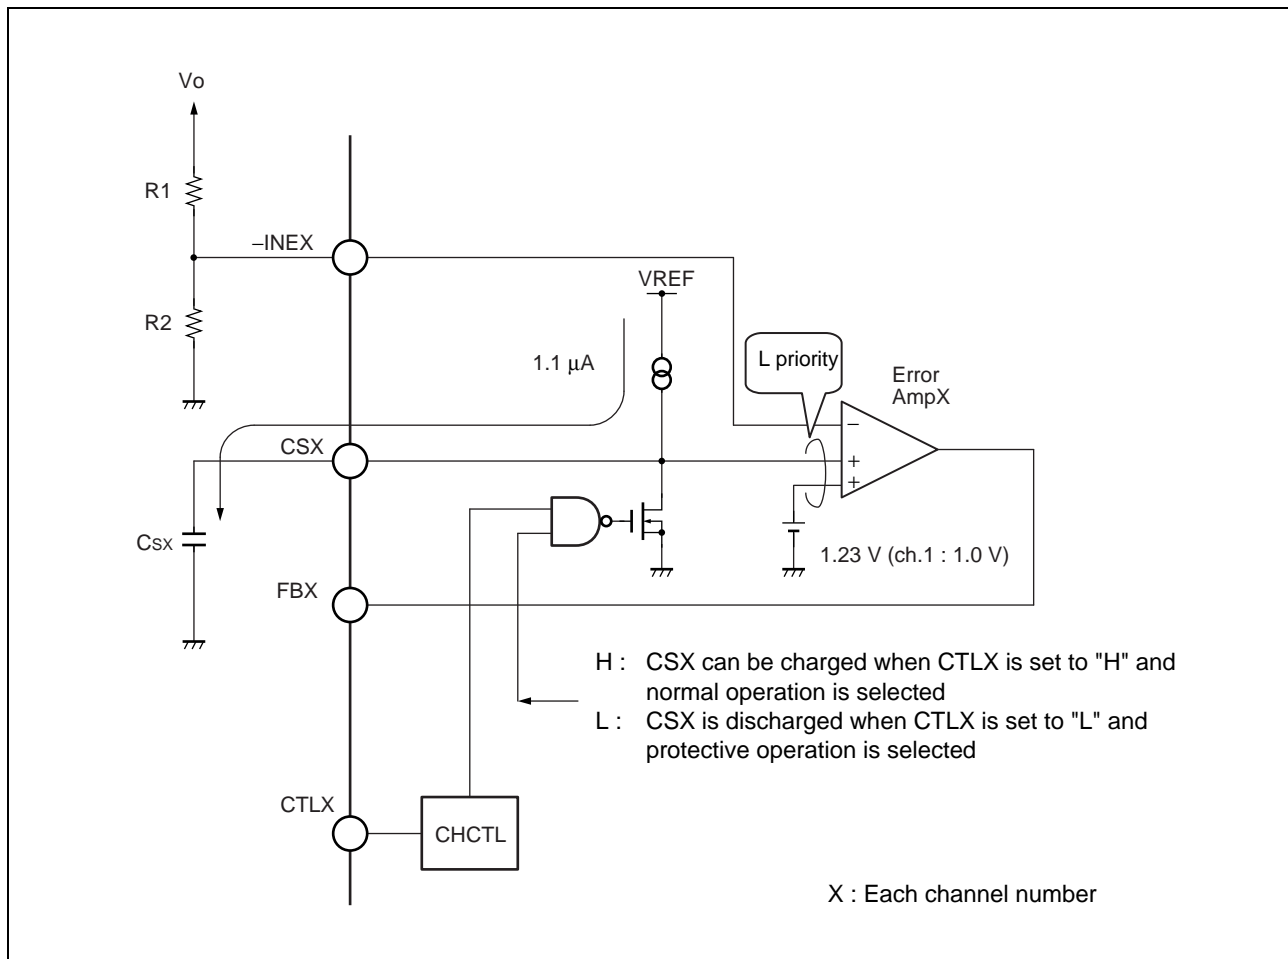 Vo
R1
–INEX
VREF
R2
1.1 μA
L priority
Error
AmpX
–
CSX
+
+
CSX
1.23 V (ch.1 : 1.0 V)
FBX
H : CSX can be charged when CTLX is set to "H" and
normal operation is selected
L : CSX is discharged when CTLX is set to "L" and
protective operation is selected
CTLX
CHCTL
X : Each channel number